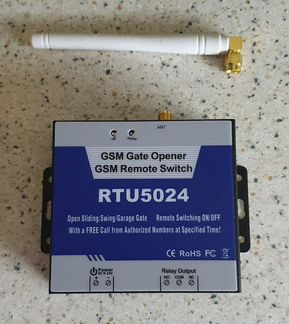 ANT
GSM Gate Opener
GSM Remote Switch
RTU5024
Open Sliding/Swing/Garage Gate Remote Switching ON/OFF
With a FREE Call from Authorized Numbers at Specified Time!
CE RoHS FC
Power Relay Output
+ - NO COM NC